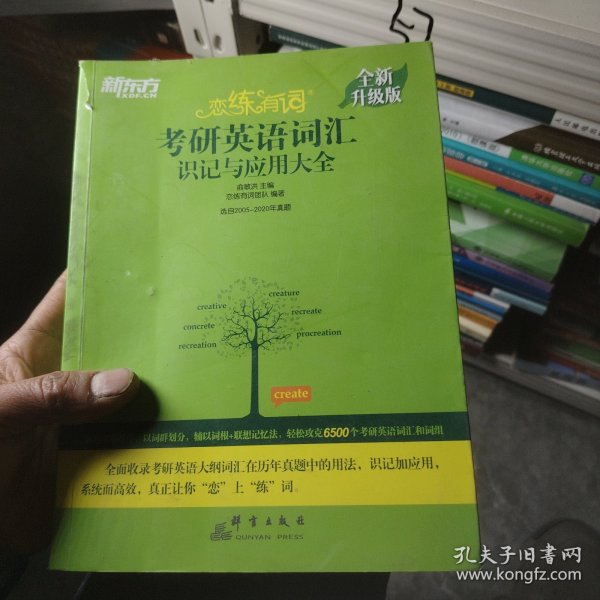 新东方
XDF.CN
恋练有词®
全新
升级版
考研英语词汇
识记与应用大全
俞敏洪 主编
恋练有词团队 编著
选自2005-2020年真题
creature
creative
recreate
concrete
procreation
recreation
create
以词群划分，辅以词根+联想记忆法，轻松攻克6500个考研英语词汇和词组
全面收录考研英语大纲词汇在历年真题中的用法，识记加应用，
系统而高效，真正让你“恋”上“练”词。
群言出版社
QUNYAN PRESS
孔夫子旧书网
www.kongfz.com